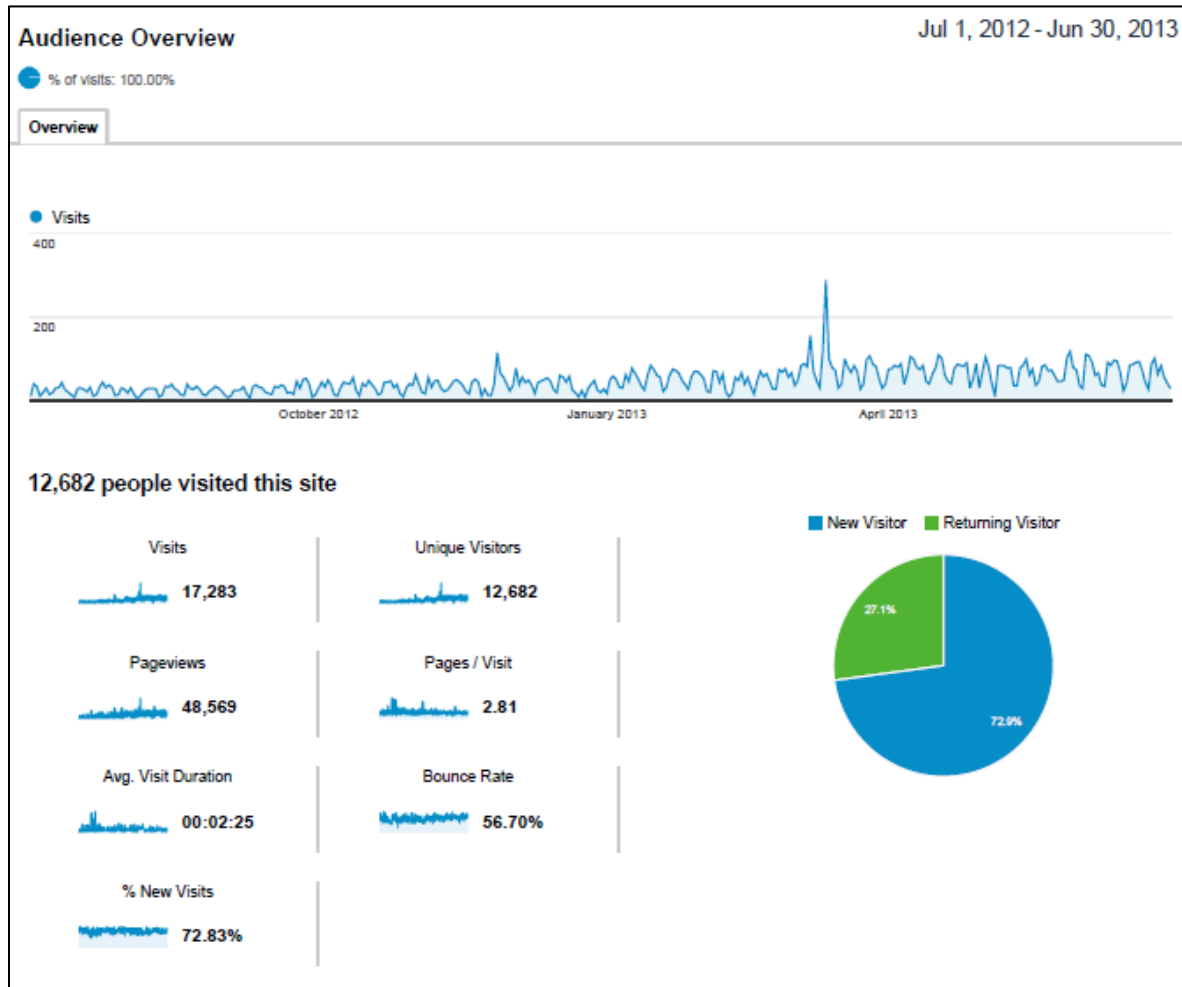 Audience Overview
Jul 1, 2012 - Jun 30, 2013
% of visits: 100.00%
Overview
Visits
400
200
October 2012
January 2013
April 2013
12,682 people visited this site
New Visitor
Returning Visitor
Visits
17,283
Unique Visitors
12,682
Pageviews
48,569
Pages / Visit
2.81
Avg. Visit Duration
00:02:25
Bounce Rate
56.70%
% New Visits
72.83%
27.1%
72.9%